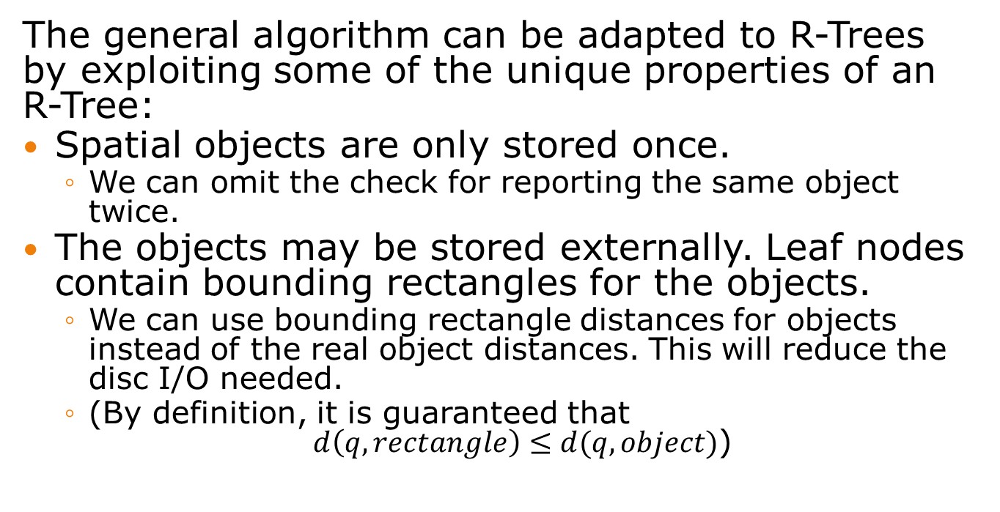 The general algorithm can be adapted to R-Trees
by exploiting some of the unique properties of an
R-Tree:
• Spatial objects are only stored once.
◦ We can omit the check for reporting the same object
twice.
• The objects may be stored externally. Leaf nodes
contain bounding rectangles for the objects.
◦ We can use bounding rectangle distances for objects
instead of the real object distances. This will reduce the
disc I/O needed.
◦ (By definition, it is guaranteed that
d(q, rectangle) ≤ d(q, object))